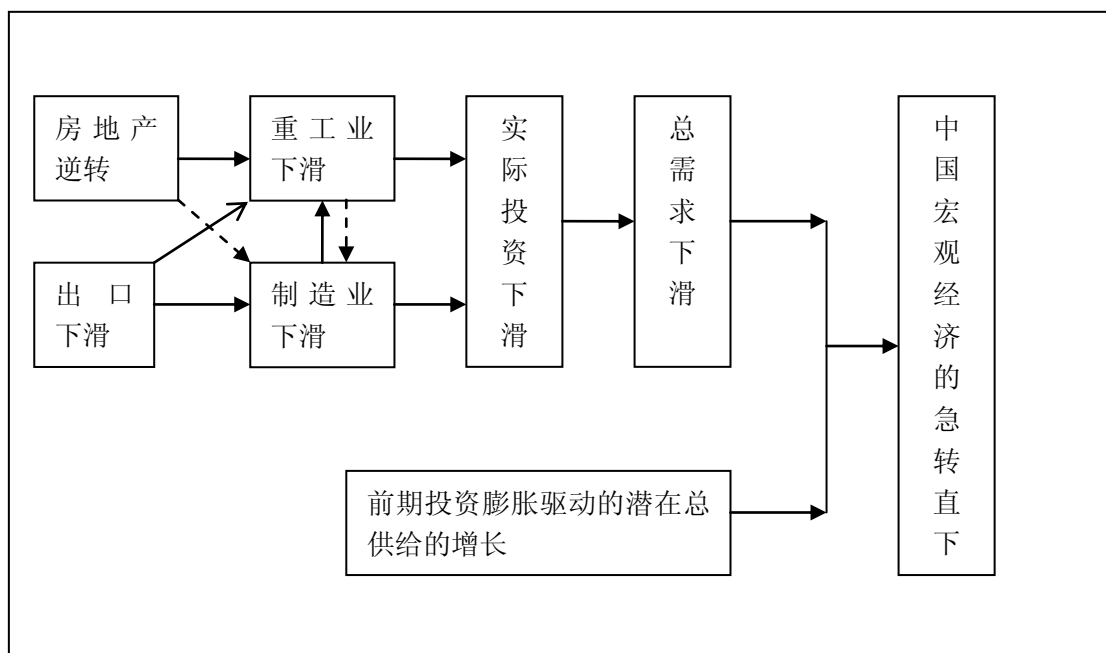 房地产
逆转
重工业
下滑
出口
下滑
制造业
下滑
实际投资下滑
总需求下滑
前期投资膨胀驱动的潜在总
供给的增长
中国宏观经济的急转直下